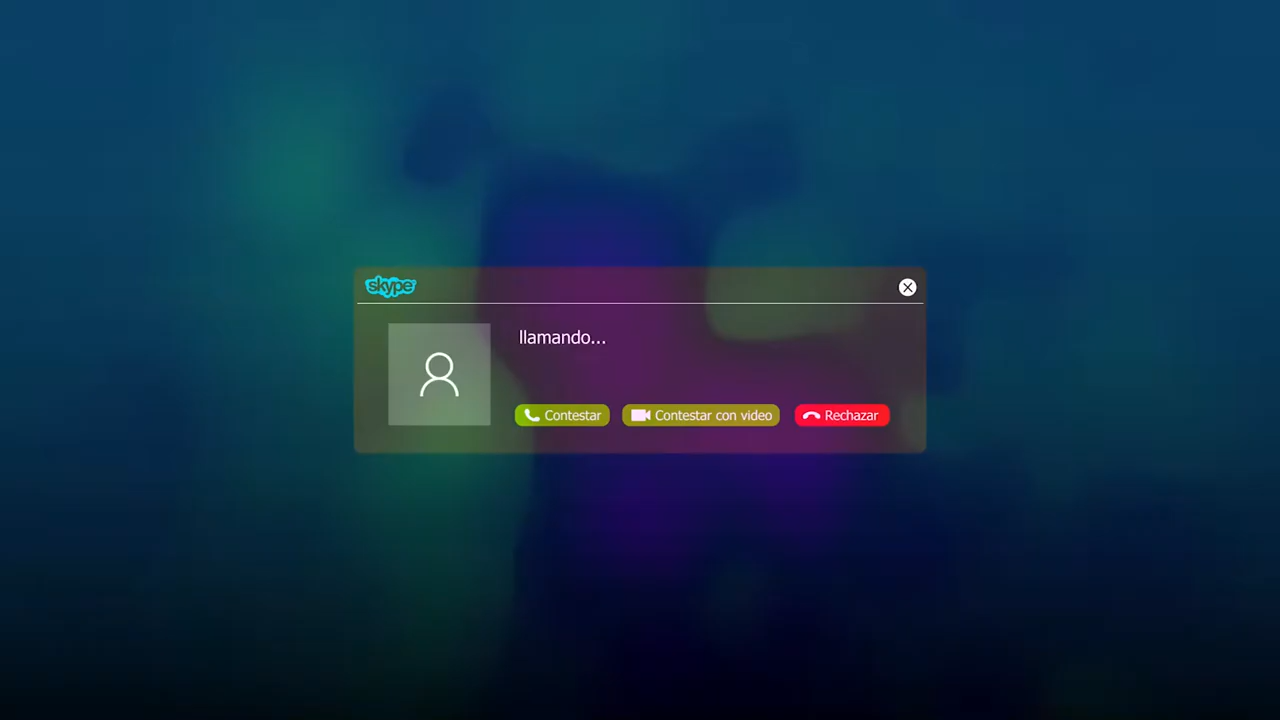 skype
llamando...
Contestar
Contestar con video
Rechazar